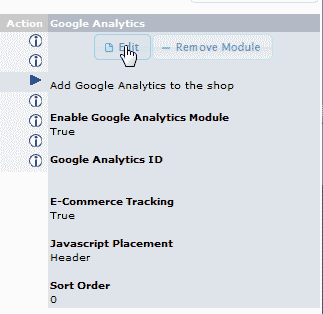 Action Google Analytics
Edit Remove Module
Add Google Analytics to the shop
Enable Google Analytics Module
True
Google Analytics ID
E-Commerce Tracking
True
Javascript Placement
Header
Sort Order
0